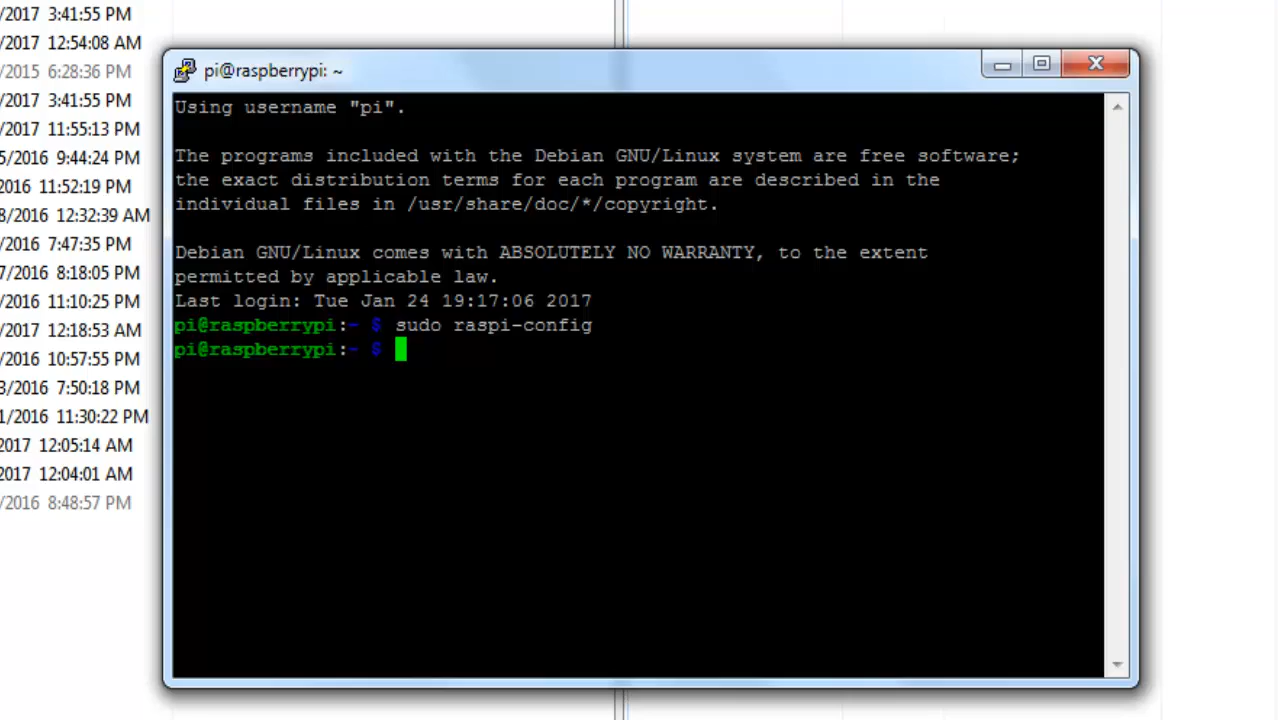 /2017 3:41:55 PM
/2017 12:54:08 AM
/2015 6:28:36 PM
/2017 3:41:55 PM
/2017 11:55:13 PM
5/2016 9:44:24 PM
2016 11:52:19 PM
8/2016 12:32:39 AM
/2016 7:47:35 PM
7/2016 8:18:05 PM
/2016 11:10:25 PM
/2017 12:18:53 AM
/2016 10:57:55 PM
3/2016 7:50:18 PM
1/2016 11:30:22 PM
2017 12:05:14 AM
2017 12:04:01 AM
/2016 8:48:57 PM
pi@raspberrypi: ~
Using username "pi".
The programs included with the Debian GNU/Linux system are free software;
the exact distribution terms for each program are described in the
individual files in /usr/share/doc/*/copyright.
Debian GNU/Linux comes with ABSOLUTELY NO WARRANTY, to the extent
permitted by applicable law.
Last login: Tue Jan 24 19:17:06 2017
pi@raspberrypi:~ $ sudo raspi-config
pi@raspberrypi:~ $